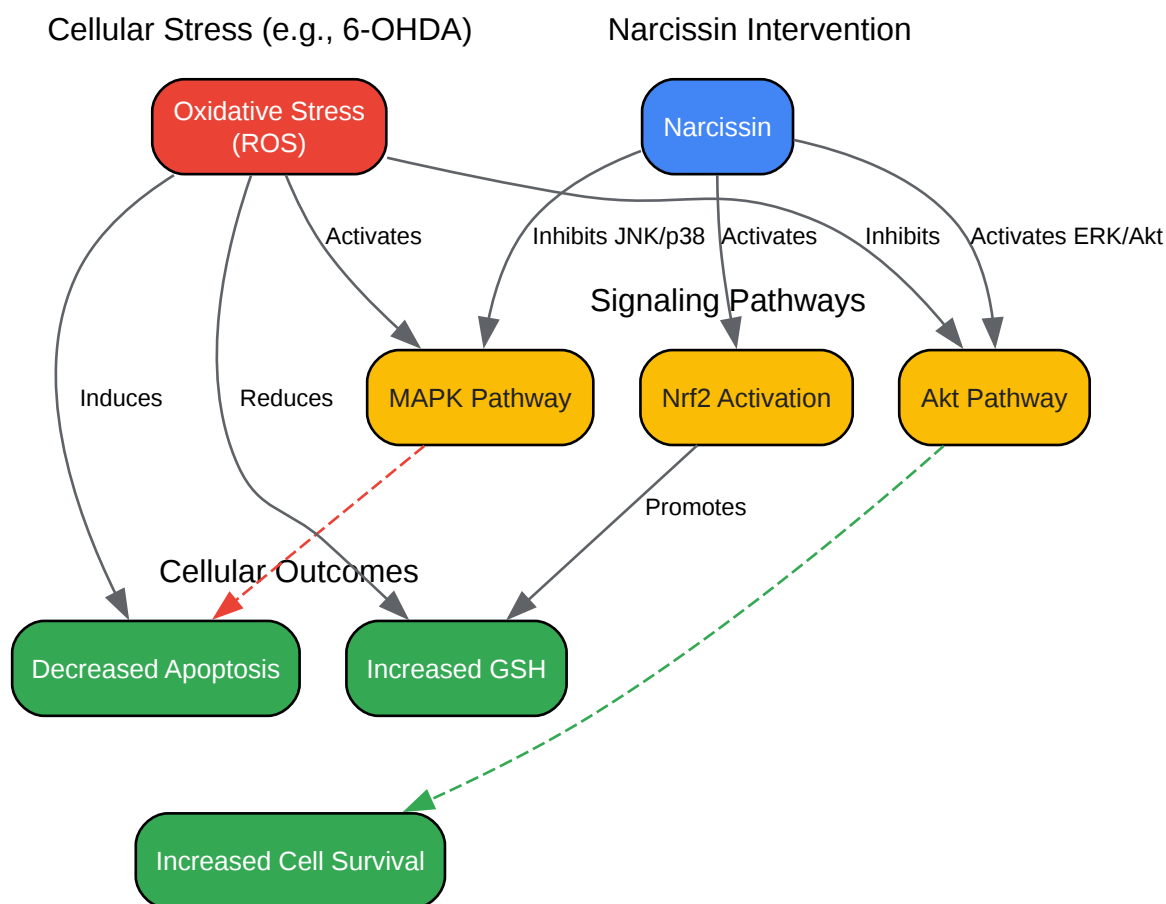 Cellular Stress (e.g., 6-OHDA)
Narcissin Intervention
Oxidative Stress
(ROS)
Narcissin
Activates
Inhibits JNK/p38
Activates
Inhibits
Activates ERK/Akt
Signaling Pathways
Induces
Reduces
MAPK Pathway
Nrf2 Activation
Akt Pathway
Promotes
Cellular Outcomes
Decreased Apoptosis
Increased GSH
Increased Cell Survival